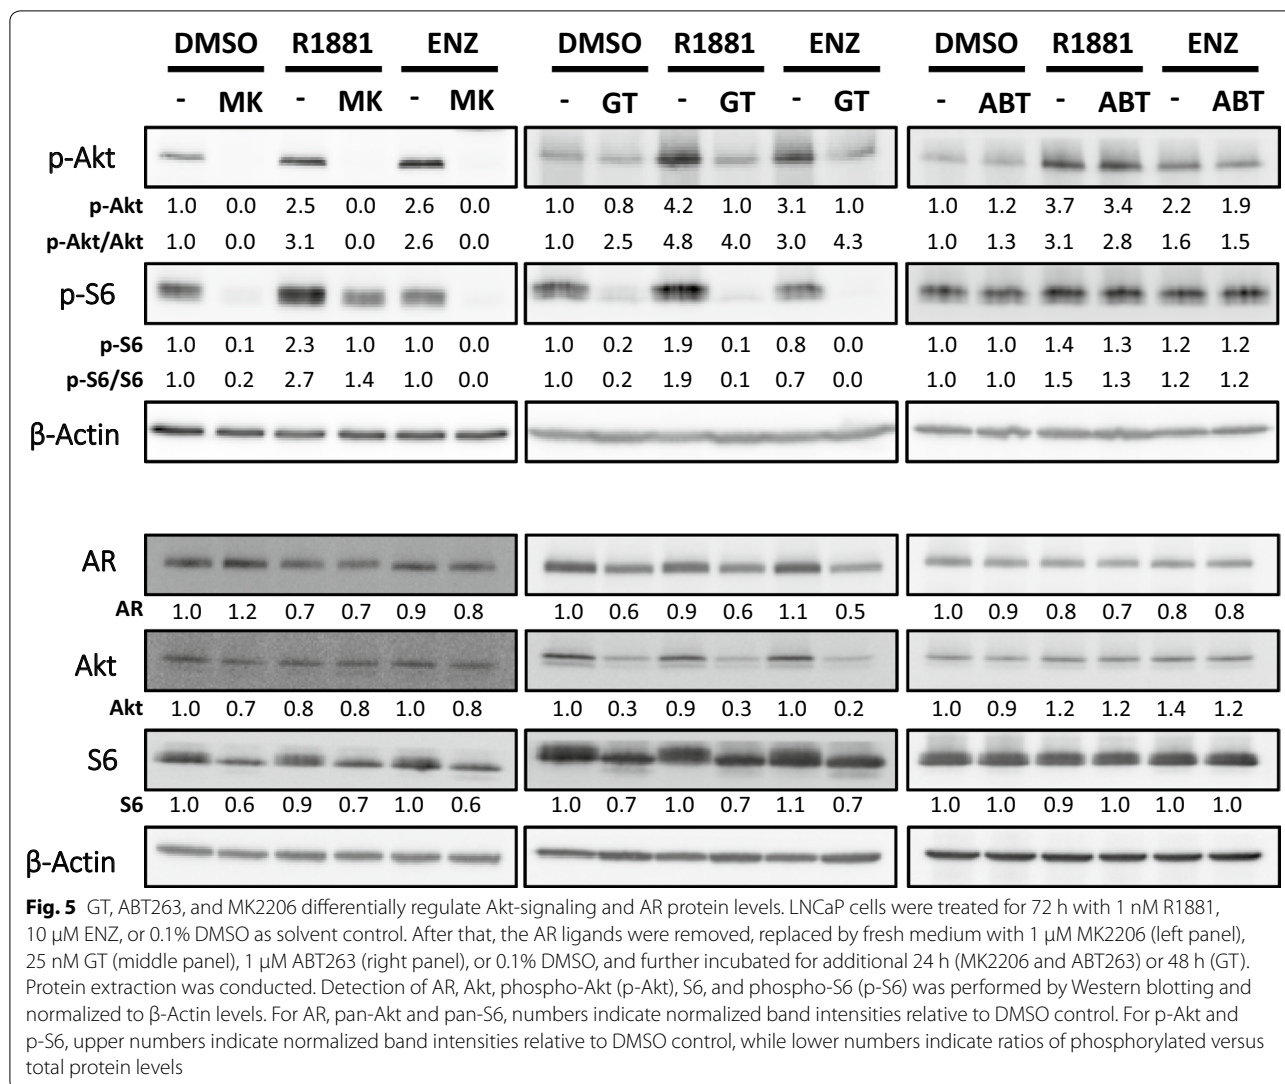 DMSO R1881 ENZ DMSO R1881 ENZ DMSO R1881 ENZ
- MK - MK - MK - GT - GT - GT - ABT - ABT - ABT
p-Akt
p-Akt 1.0 0.0 2.5 0.0 2.6 0.0 1.0 0.8 4.2 1.0 3.1 1.0 1.0 1.2 3.7 3.4 2.2 1.9
p-Akt/Akt 1.0 0.0 3.1 0.0 2.6 0.0 1.0 2.5 4.8 4.0 3.0 4.3 1.0 1.3 3.1 2.8 1.6 1.5
p-S6
p-S6 1.0 0.1 2.3 1.0 1.0 0.0 1.0 0.2 1.9 0.1 0.8 0.0 1.0 1.0 1.4 1.3 1.2 1.2
p-S6/S6 1.0 0.2 2.7 1.4 1.0 0.0 1.0 0.2 1.9 0.1 0.7 0.0 1.0 1.0 1.5 1.3 1.2 1.2
β-Actin
AR
AR 1.0 1.2 0.7 0.7 0.9 0.8 1.0 0.6 0.9 0.6 1.1 0.5 1.0 0.9 0.8 0.7 0.8 0.8
Akt
Akt 1.0 0.7 0.8 0.8 1.0 0.8 1.0 0.3 0.9 0.3 1.0 0.2 1.0 0.9 1.2 1.2 1.4 1.2
S6
S6 1.0 0.6 0.9 0.7 1.0 0.6 1.0 0.7 1.0 0.7 1.1 0.7 1.0 1.0 0.9 1.0 1.0 1.0
β-Actin
Fig. 5 GT, ABT263, and MK2206 differentially regulate Akt-signaling and AR protein levels. LNCaP cells were treated for 72 h with 1 nM R1881,
10 μM ENZ, or 0.1% DMSO as solvent control. After that, the AR ligands were removed, replaced by fresh medium with 1 μM MK2206 (left panel),
25 nM GT (middle panel), 1 μM ABT263 (right panel), or 0.1% DMSO, and further incubated for additional 24 h (MK2206 and ABT263) or 48 h (GT).
Protein extraction was conducted. Detection of AR, Akt, phospho-Akt (p-Akt), S6, and phospho-S6 (p-S6) was performed by Western blotting and
normalized to β-Actin levels. For AR, pan-Akt and pan-S6, numbers indicate normalized band intensities relative to DMSO control. For p-Akt and
p-S6, upper numbers indicate normalized band intensities relative to DMSO control, while lower numbers indicate ratios of phosphorylated versus
total protein levels